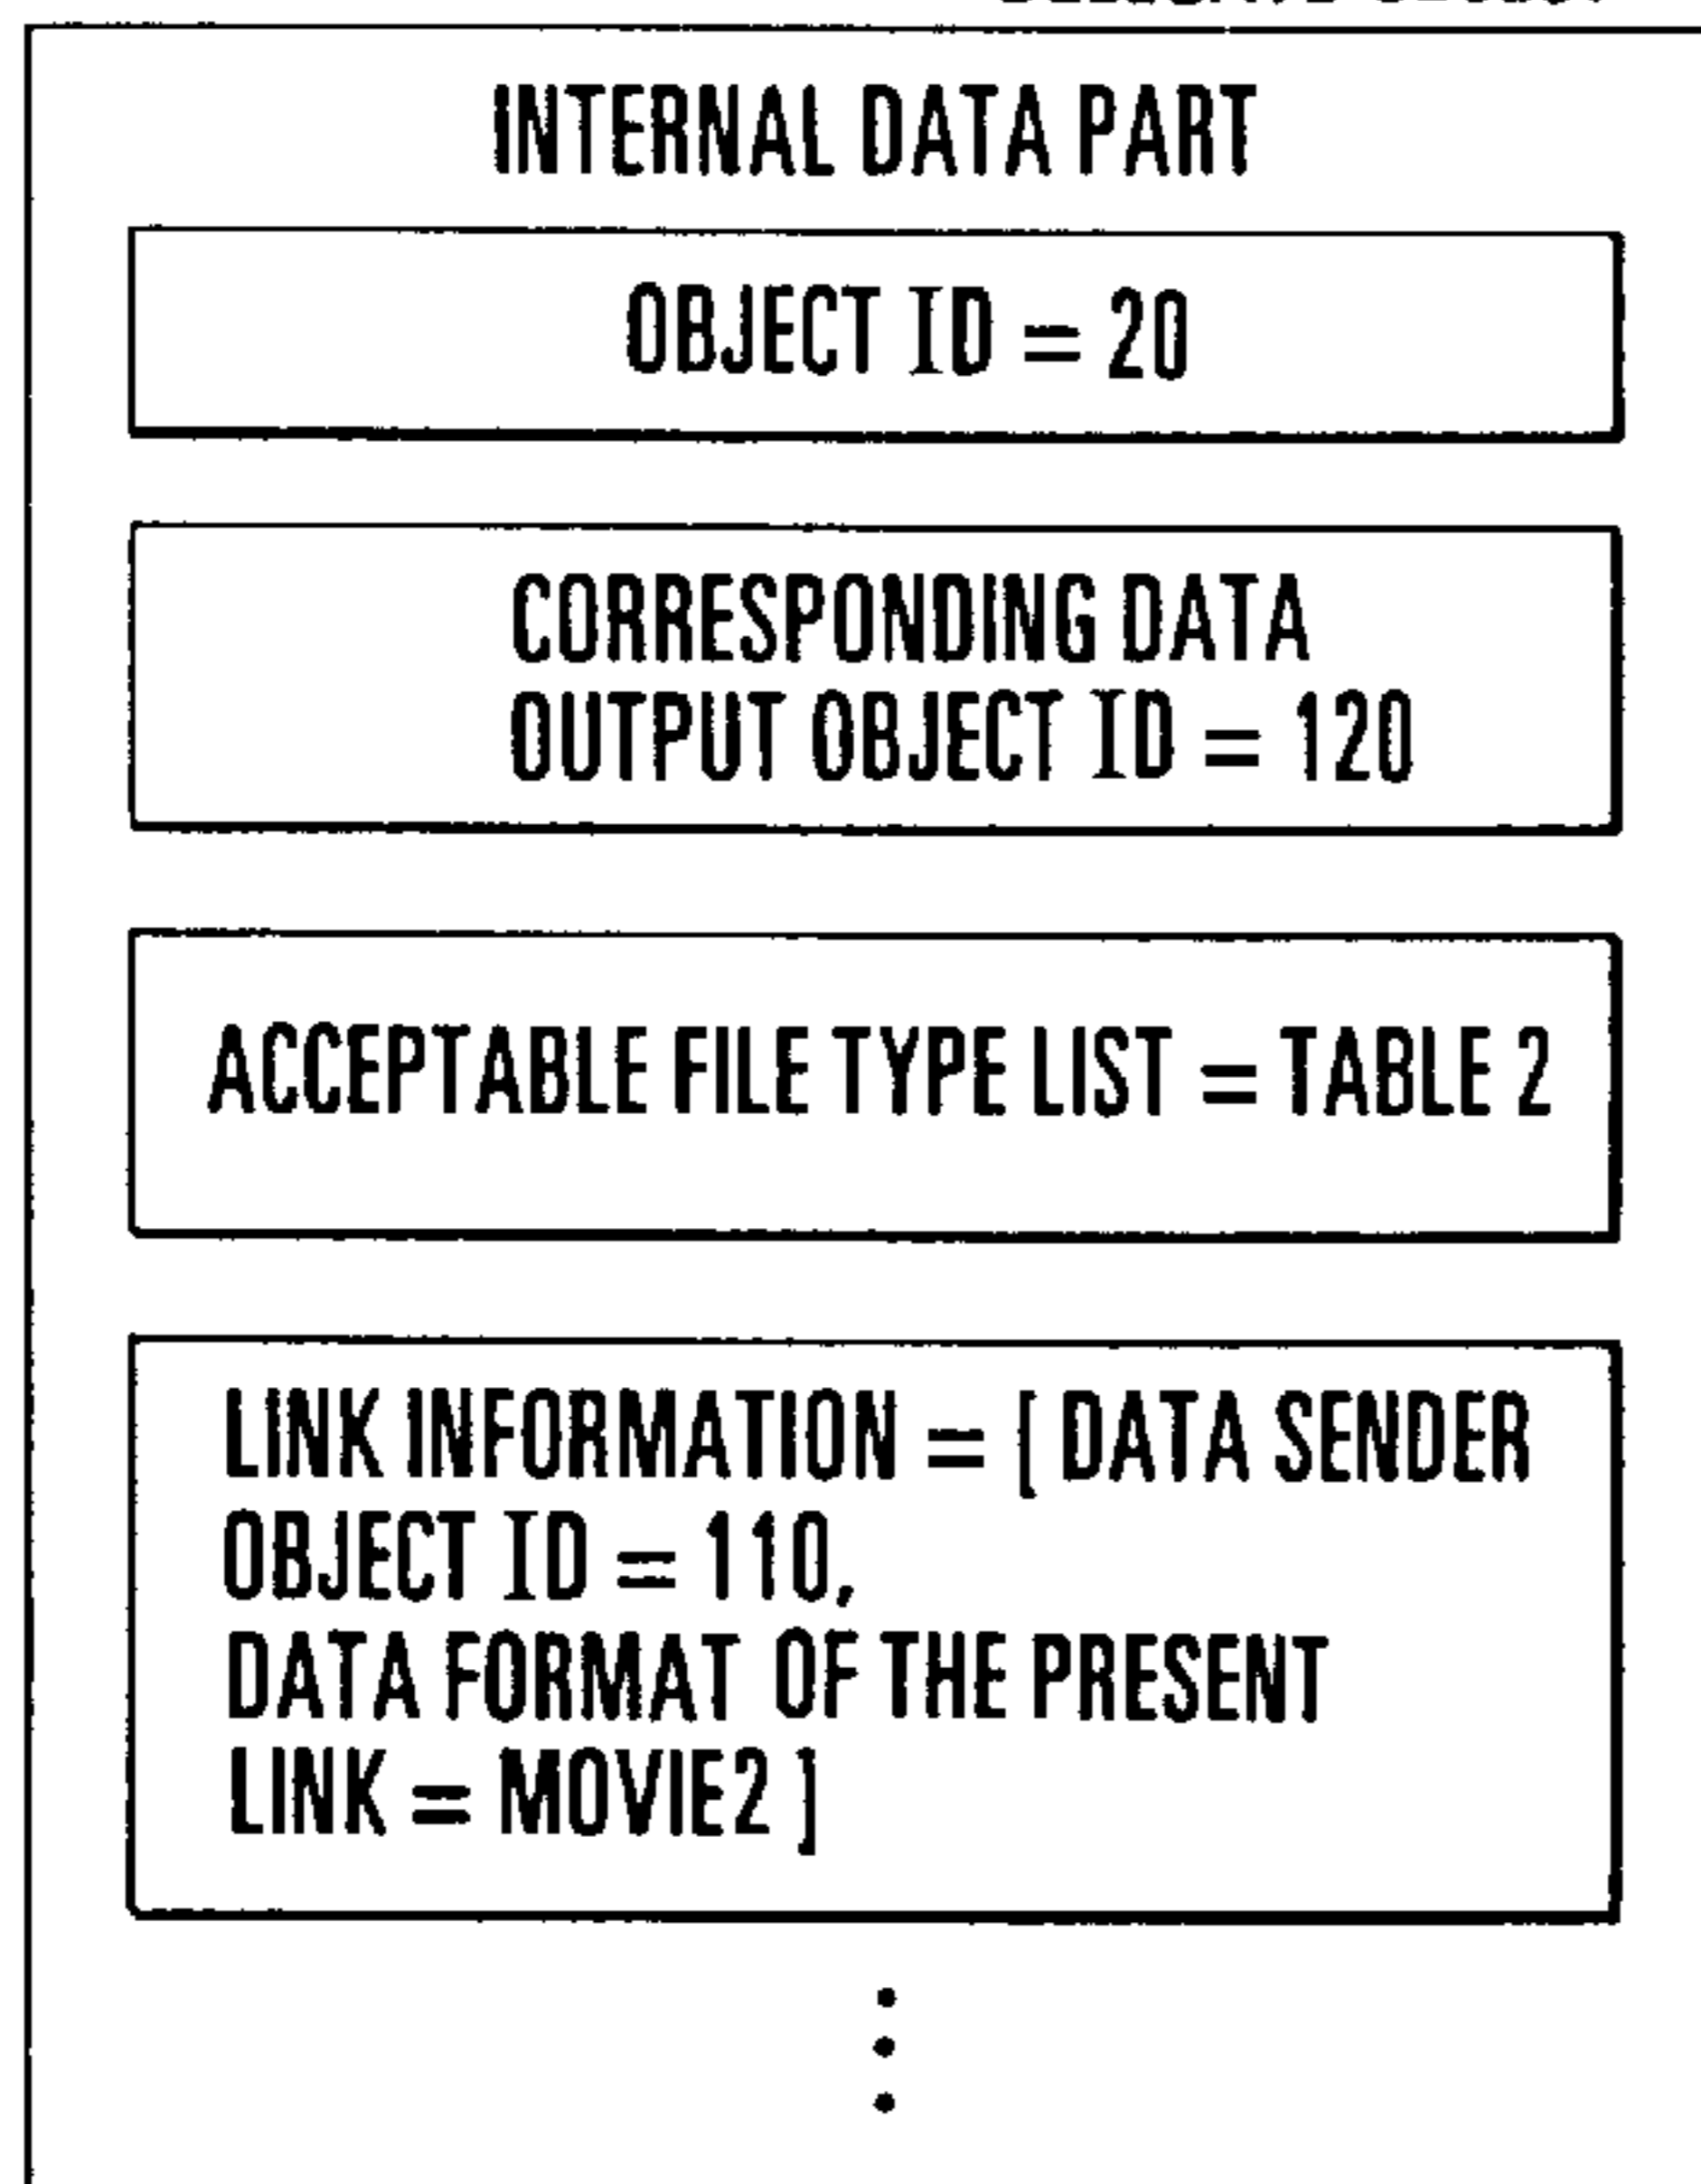 INTERNAL DATA PART
OBJECT ID = 20
CORRESPONDING DATA
OUTPUT OBJECT ID = 120
ACCEPTABLE FILE TYPE LIST = TABLE 2
LINK INFORMATION = [ DATA SENDER
OBJECT ID = 110,
DATA FORMAT OF THE PRESENT
LINK = MOVIE2 ]